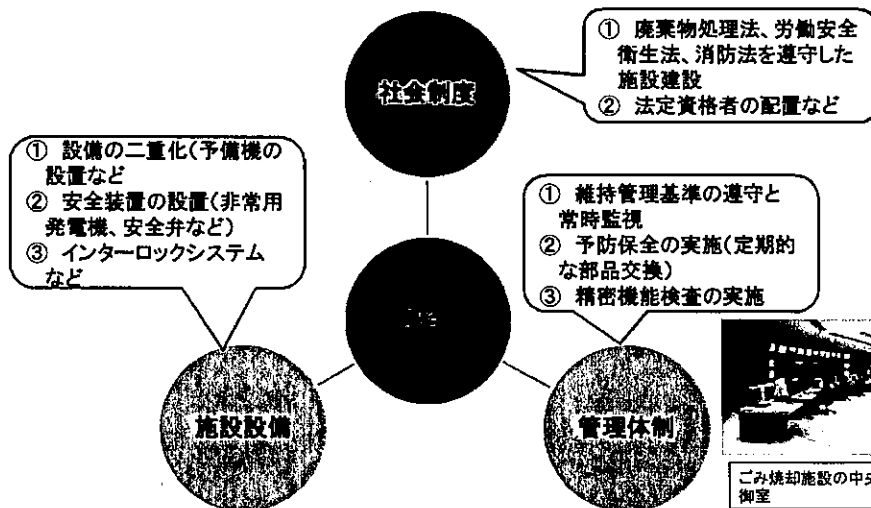 ① 廃棄物処理法、労働安全
衛生法、消防法を遵守した
施設建設
② 法定資格者の配置など
社会制度
① 設備の二重化(予備機の
設置など
② 安全装置の設置(非常用
発電機、安全弁など)
③ インターロックシステム
など
① 維持管理基準の遵守と
常時監視
② 予防保全の実施(定期的
な部品交換)
③ 精密機能検査の実施
施設設備
管理体制
ごみ焼却施設の中央
御室